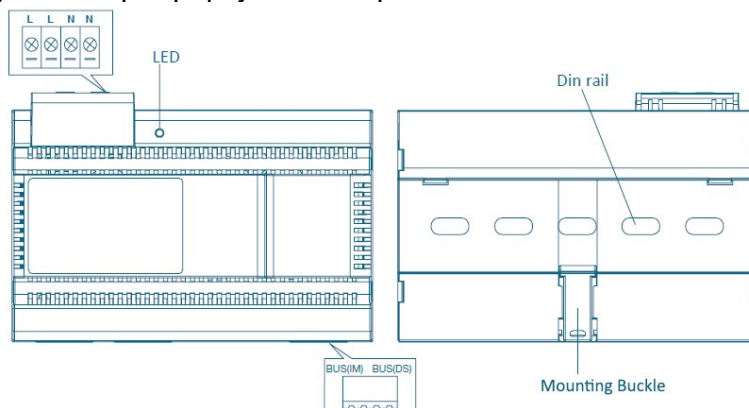 L L N N
LED
Din rail
BUS(IM) BUS(DS)
Mounting Buckle